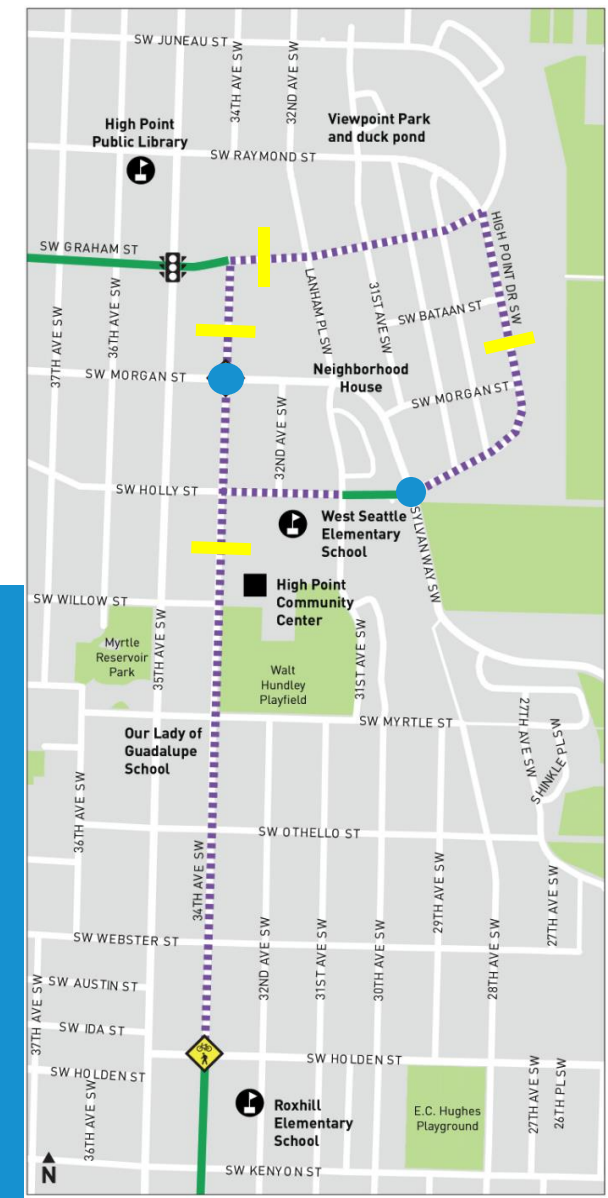 SW JUNEAU ST
34TH AVE SW
32ND AVE SW
High Point
Public Library
Viewpoint Park
and duck pond
SW RAYMOND ST
SW GRAHAM ST
HIGH POINT DR SW
LANHAM PL SW
31ST AVE SW
37TH AVE SW
36TH AVE SW
SW BATAAN ST
SW MORGAN ST
Neighborhood
House
SW MORGAN ST
32ND AVE SW
SW HOLLY ST
West Seattle
Elementary
School
SYLVAN WAY SW
High Point
Community
Center
SW WILLOW ST
Myrtle
Reservoir
Park
35TH AVE SW
Walt
Hundley
Playfield
31ST AVE SW
SW MYRTLE ST
27TH AVE SW
SHINKLE PL SW
Our Lady of
Guadalupe
School
36TH AVE SW
SW OTHELLO ST
34TH AVE SW
29TH AVE SW
27TH AVE SW
SW WEBSTER ST
32ND AVE SW
31ST AVE SW
30TH AVE SW
28TH AVE SW
SW AUSTIN ST
37TH AVE SW
SW IDA ST
SW HOLDEN ST
SW HOLDEN ST
36TH AVE SW
Roxhill
Elementary
School
E.C. Hughes
Playground
27TH AVE SW
26TH PL SW
N
SW KENYON ST